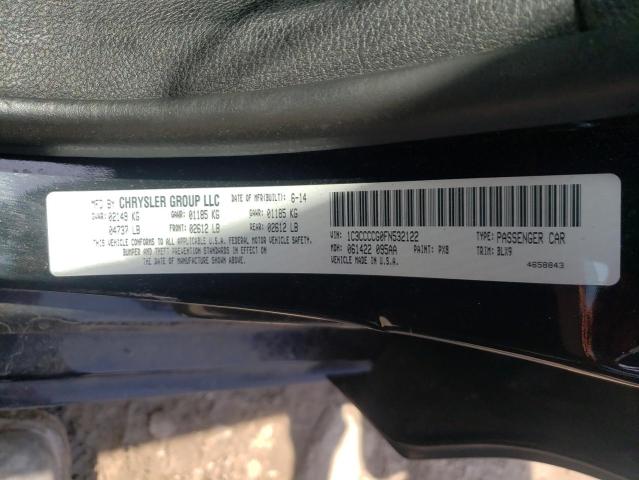 MFD BY CHRYSLER GROUP LLC DATE OF MFR(BUILT): 6-14
GVWR: 02149 KG GAWR: 01185 KG GAWR: 01185 KG
04737 LB FRONT: 02612 LB REAR: 02612 LB
THIS VEHICLE CONFORMS TO ALL APPLICABLE U.S.A. FEDERAL MOTOR VEHICLE SAFETY,
BUMPER AND THEFT PREVENTION STANDARDS IN EFFECT ON
THE DATE OF MANUFACTURE SHOWN ABOVE.
VIN: 1C3CCCCG0FN532122 TYPE: PASSENGER CAR
MDH: 061422 095AA PAINT: PX8 TRIM: BLX9
VEHICLE MADE IN U.S.A. 4658843